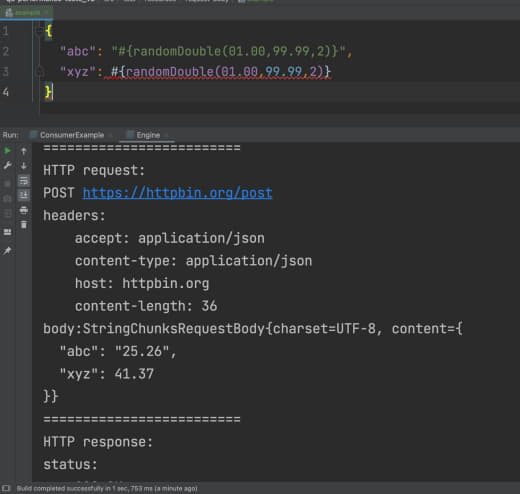 example
1 {
2 "abc": "#{randomDouble(01.00,99.99,2)}",
3 "xyz": #{randomDouble(01.00,99.99,2)}
4 }
Run: ConsumerExample Engine
=========================
HTTP request:
POST https://httpbin.org/post
headers:
accept: application/json
content-type: application/json
host: httpbin.org
content-length: 36
body:StringChunksRequestBody{charset=UTF-8, content={
"abc": "25.26",
"xyz": 41.37
}}
=========================
HTTP response:
status:
Build completed successfully in 1 sec, 753 ms (a minute ago)